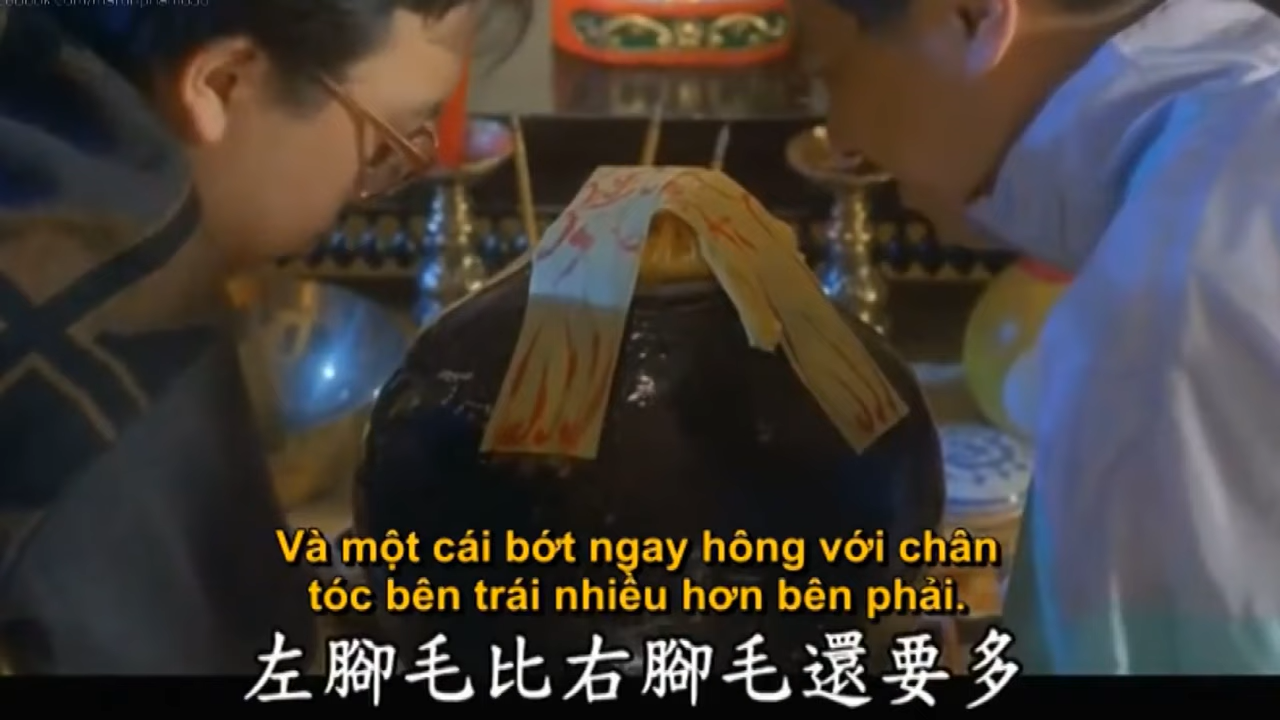 Và một cái bớt ngay hông với chân
tóc bên trái nhiều hơn bên phải.
左腳毛比右腳毛還要多